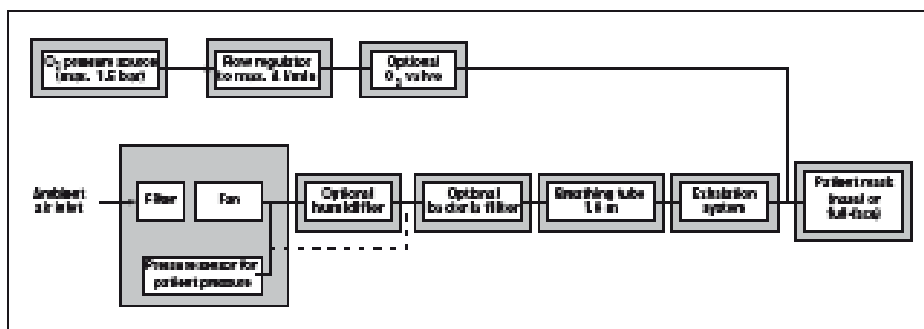 O₂ pressure source
(max. 1.5 bar)
Flow regulator
to max. 4 l/min
Optional
O₂ valve
Ambient
air inlet
Filter
Fan
Optional
humidifier
Optional
bacteria filter
Breathing tube
1.6 m
Exhalation
system
Patient mask
(nasal or
full-face)
Pressure sensor for
patient pressure